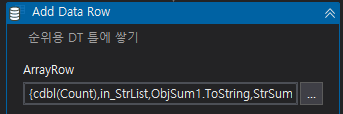 Add Data Row
순위용 DT 틀에 쌓기
ArrayRow
{cdbl(Count),in_StrList,ObjSum1.ToString,StrSum
...